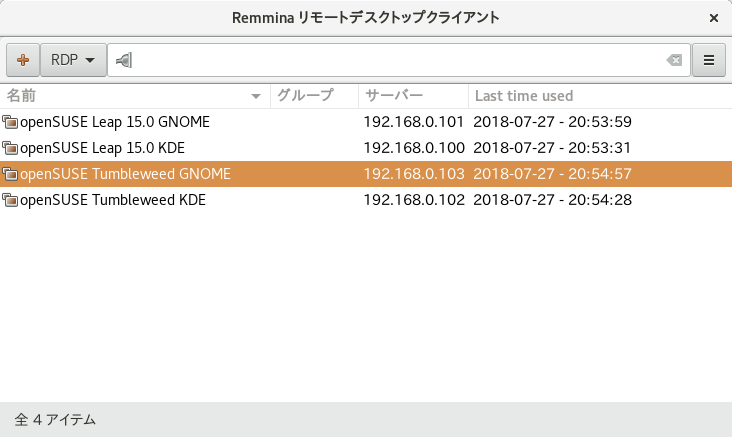 Remmina リモートデスクトップクライアント
RDP
名前 グループ サーバー Last time used
openSUSE Leap 15.0 GNOME 192.168.0.101 2018-07-27 - 20:53:59
openSUSE Leap 15.0 KDE 192.168.0.100 2018-07-27 - 20:53:31
openSUSE Tumbleweed GNOME 192.168.0.103 2018-07-27 - 20:54:57
openSUSE Tumbleweed KDE 192.168.0.102 2018-07-27 - 20:54:28
全 4 アイテム